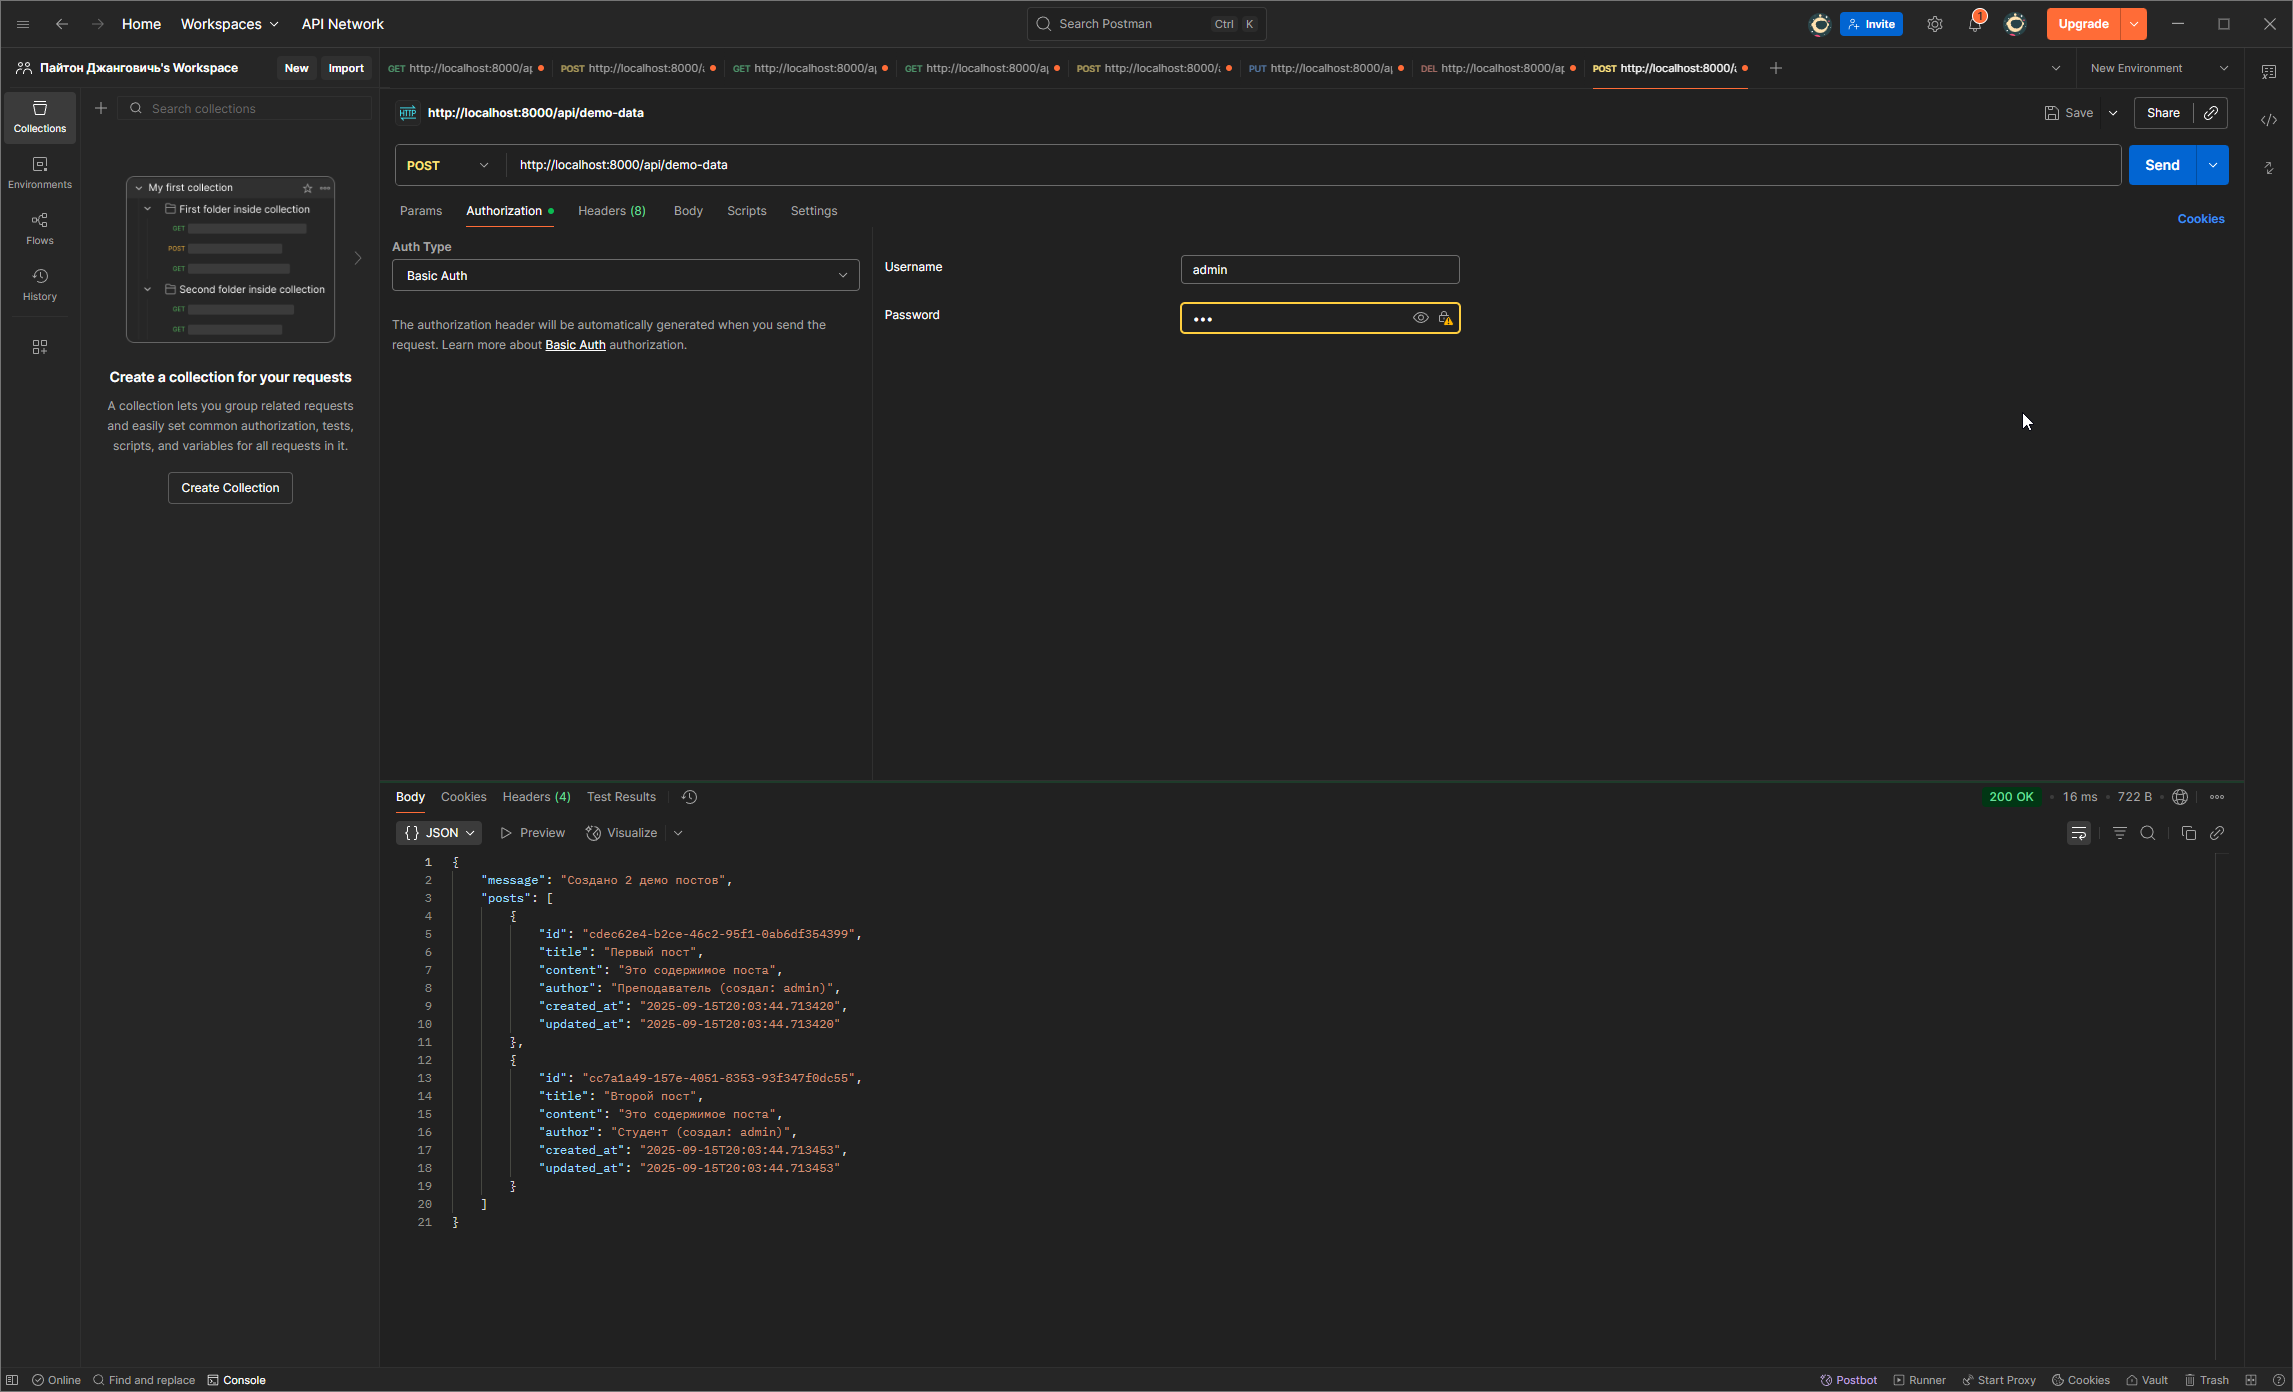 Home Workspaces API Network
Search Postman Ctrl K
Invite
1
Upgrade
Пайтон Джанговичь's Workspace New Import
GET http://localhost:8000/a
POST http://localhost:8000/
GET http://localhost:8000/a
GET http://localhost:8000/a
POST http://localhost:8000/
PUT http://localhost:8000/a
DEL http://localhost:8000/a
POST http://localhost:8000/
New Environment
Collections
Environments
Flows
History
Search collections
My first collection
First folder inside collection
GET
POST
GET
Second folder inside collection
GET
GET
Create a collection for your requests
A collection lets you group related requests
and easily set common authorization, tests,
scripts, and variables for all requests in it.
Create Collection
HTTP http://localhost:8000/api/demo-data
Save Share
POST http://localhost:8000/api/demo-data
Send
Params Authorization Headers (8) Body Scripts Settings
Cookies
Auth Type
Basic Auth
The authorization header will be automatically generated when you send the
request. Learn more about Basic Auth authorization.
Username admin
Password •••
Body Cookies Headers (4) Test Results
200 OK • 16 ms • 722 B
{} JSON Preview Visualize
1 {
2 "message": "Создано 2 демо постов",
3 "posts": [
4 {
5 "id": "cdec62e4-b2ce-46c2-95f1-0ab6df354399",
6 "title": "Первый пост",
7 "content": "Это содержимое поста",
8 "author": "Преподаватель (создал: admin)",
9 "created_at": "2025-09-15T20:03:44.713420",
10 "updated_at": "2025-09-15T20:03:44.713420"
11 },
12 {
13 "id": "cc7a1a49-157e-4051-8353-93f347f0dc55",
14 "title": "Второй пост",
15 "content": "Это содержимое поста",
16 "author": "Студент (создал: admin)",
17 "created_at": "2025-09-15T20:03:44.713453",
18 "updated_at": "2025-09-15T20:03:44.713453"
19 }
20 ]
21 }
Online Find and replace Console
Postbot Runner Start Proxy Cookies Vault Trash